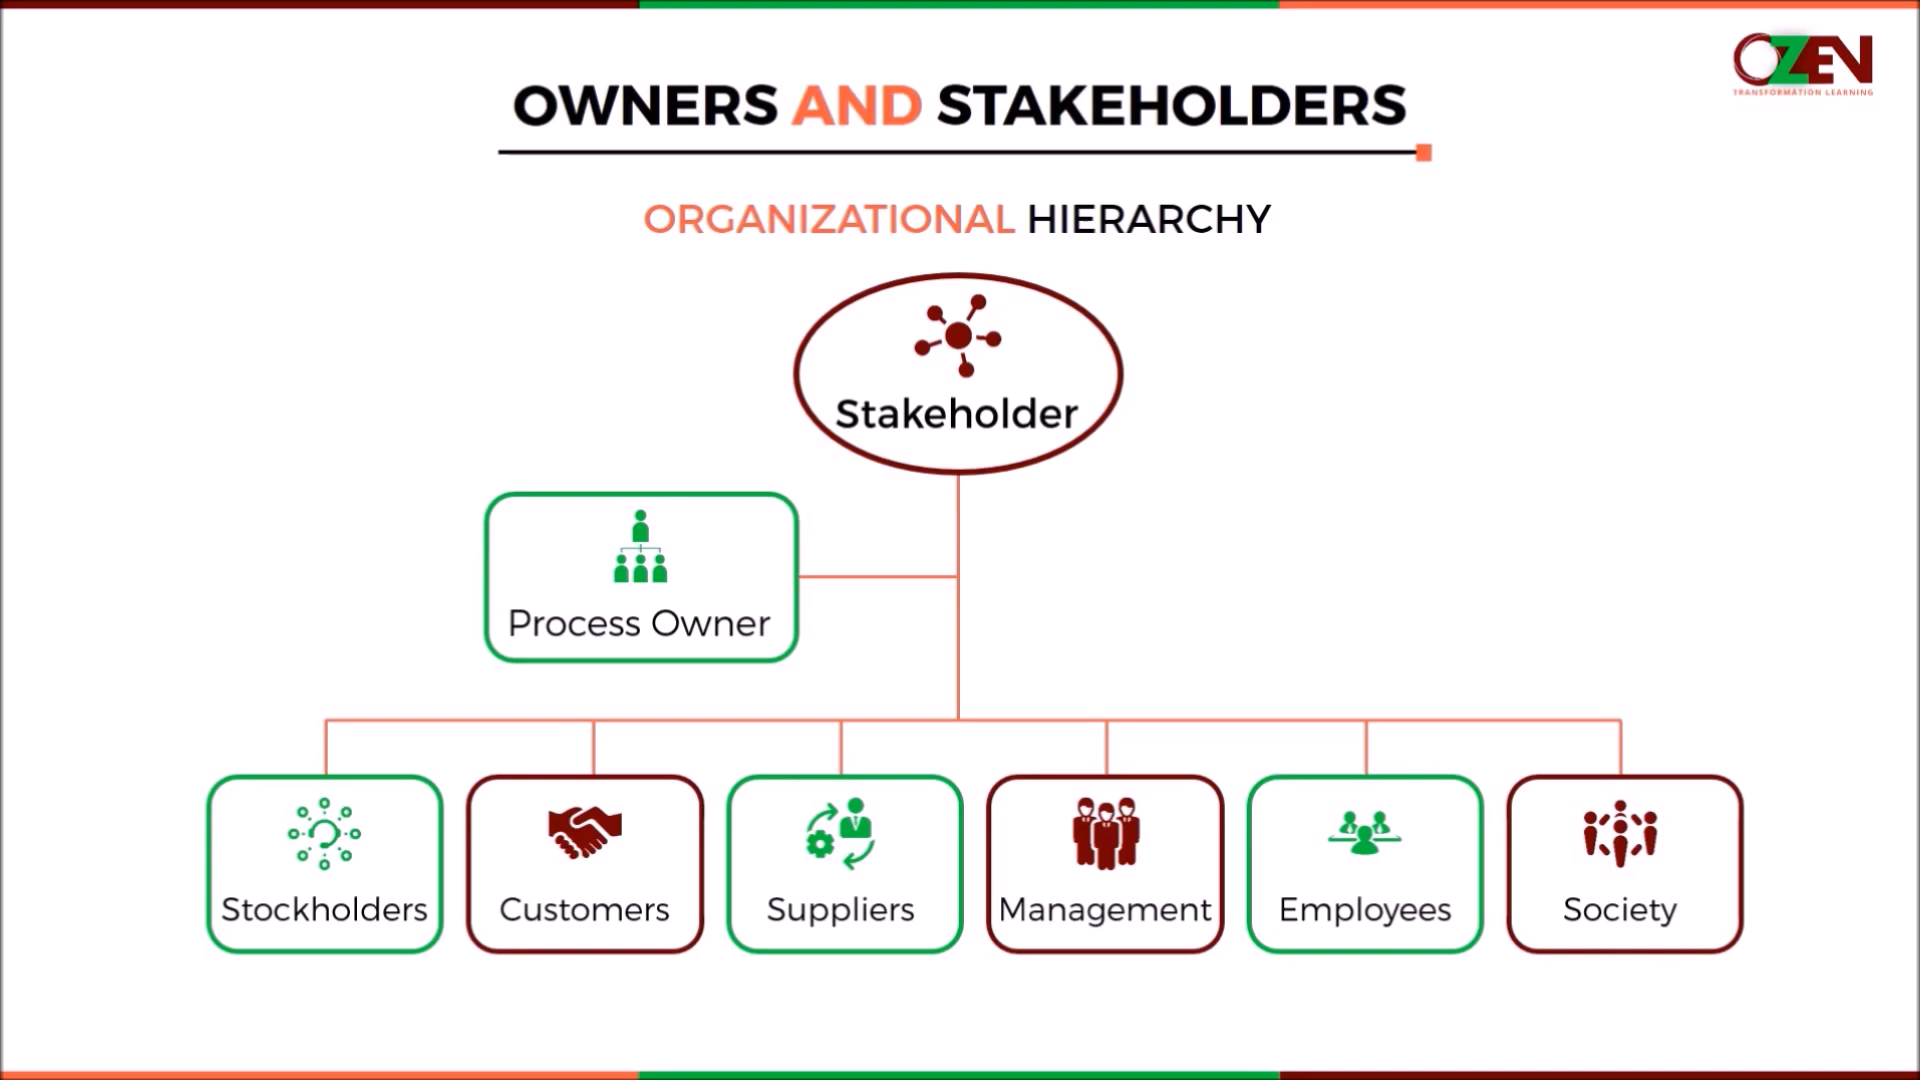 OZEN
TRANSFORMATION LEARNING
OWNERS AND STAKEHOLDERS
ORGANIZATIONAL HIERARCHY
Stakeholder
Process Owner
Stockholders
Customers
Suppliers
Management
Employees
Society